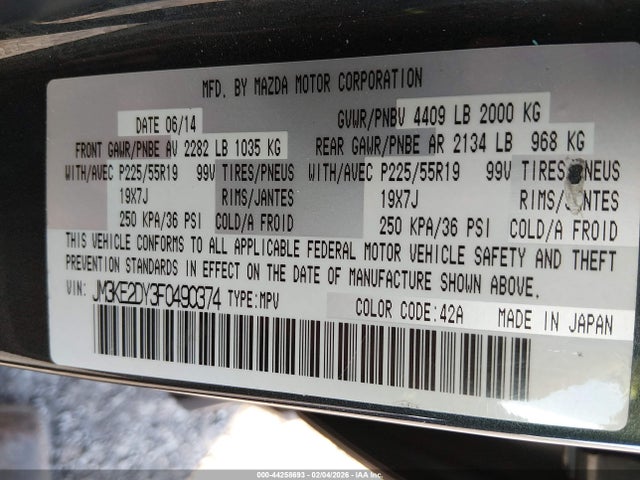 MFD. BY MAZDA MOTOR CORPORATION
DATE 06/14 GVWR/PNBV 4409 LB 2000 KG
FRONT GAWR/PNBE AV 2282 LB 1035 KG REAR GAWR/PNBE AR 2134 LB 968 KG
WITH/AVEC P225/55R19 99V TIRES/PNEUS WITH/AVEC P225/55R19 99V TIRES/PNEUS
19X7J RIMS/JANTES 19X7J RIMS/JANTES
250 KPA/36 PSI COLD/A FROID 250 KPA/36 PSI COLD/A FROID
THIS VEHICLE CONFORMS TO ALL APPLICABLE FEDERAL MOTOR VEHICLE SAFETY AND THEFT
PREVENTION STANDARDS IN EFFECT ON THE DATE OF MANUFACTURE SHOWN ABOVE.
VIN: JM3KE2DY3F0490374 TYPE: MPV COLOR CODE: 42A MADE IN JAPAN
000-44258693 - 02/04/2026 - IAA Inc.